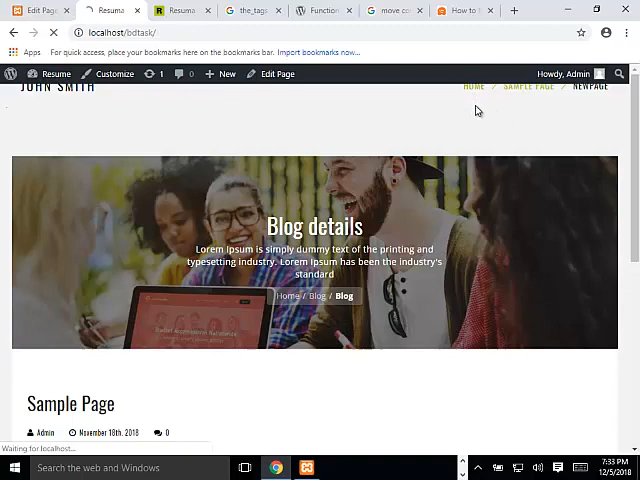 Edit Page
Resuma
Resuma
the_tags
Function
move co
How to l
localhost/bdtask/
Apps
For quick access, place your bookmarks here on the bookmarks bar.
Import bookmarks now...
Resume
Customize
1
0
New
Edit Page
Howdy, Admin
JOHN SMITH
HOME / SAMPLE PAGE / NEWPAGE
Blog details
Lorem Ipsum is simply dummy text of the printing and
typesetting industry. Lorem Ipsum has been the industry's
standard
Home / Blog / Blog
Sample Page
Admin
November 18th, 2018
0
Waiting for localhost...
Search the web and Windows
7:33 PM
12/5/2018